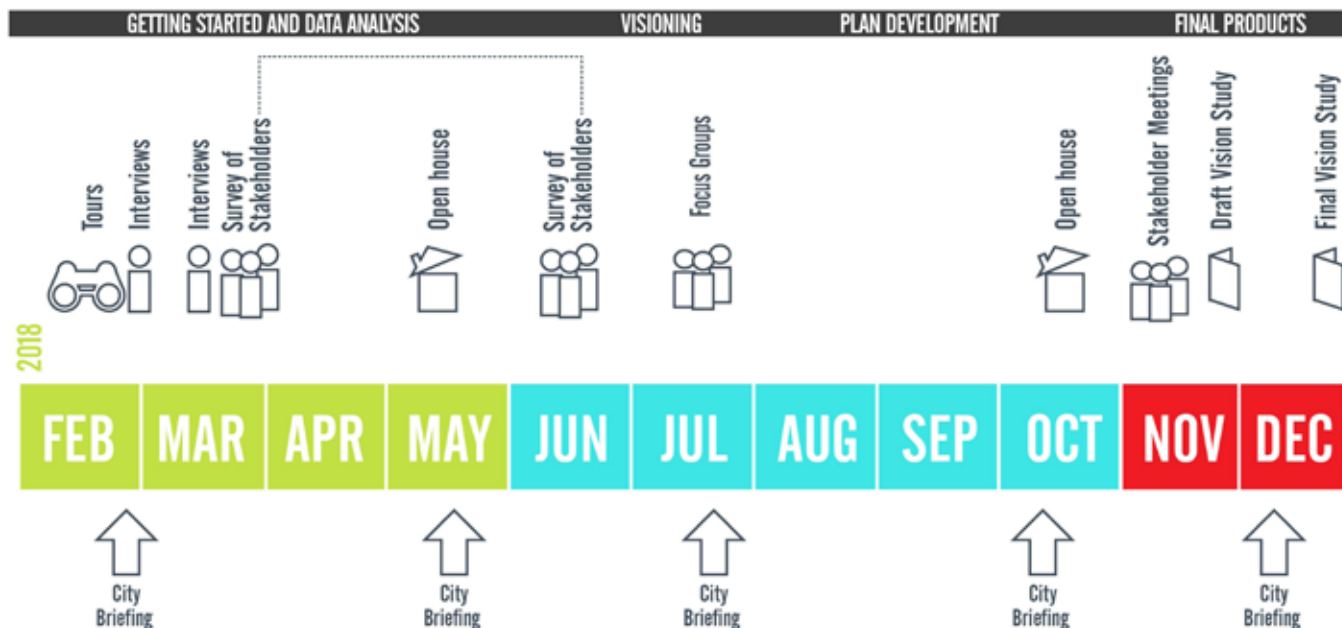 GETTING STARTED AND DATA ANALYSIS
VISIONING
PLAN DEVELOPMENT
FINAL PRODUCTS
Tours
Interviews
Interviews
Survey of
Stakeholders
Open house
Survey of
Stakeholders
Focus Groups
Open house
Stakeholder Meetings
Draft Vision Study
Final Vision Study
2018
FEB
MAR
APR
MAY
JUN
JUL
AUG
SEP
OCT
NOV
DEC
City
Briefing
City
Briefing
City
Briefing
City
Briefing
City
Briefing